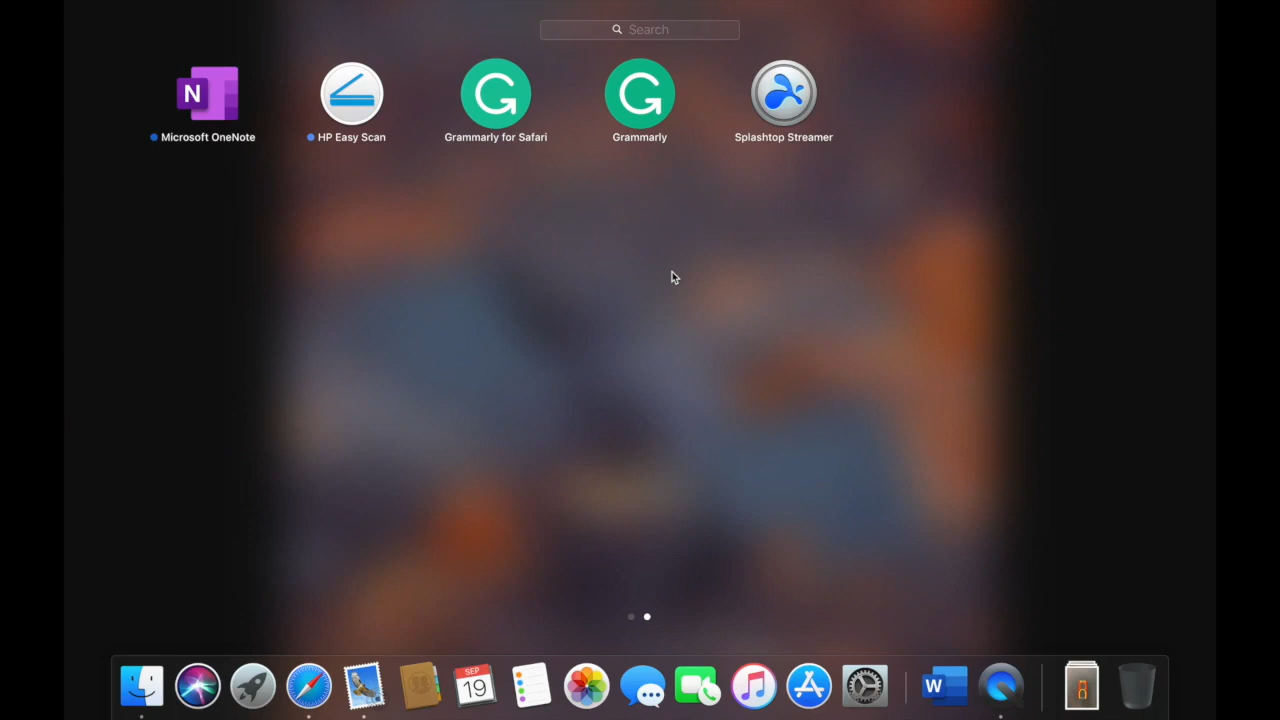 Search
N
Microsoft OneNote
HP Easy Scan
Grammarly for Safari
Grammarly
Splashtop Streamer
SEP
19
W